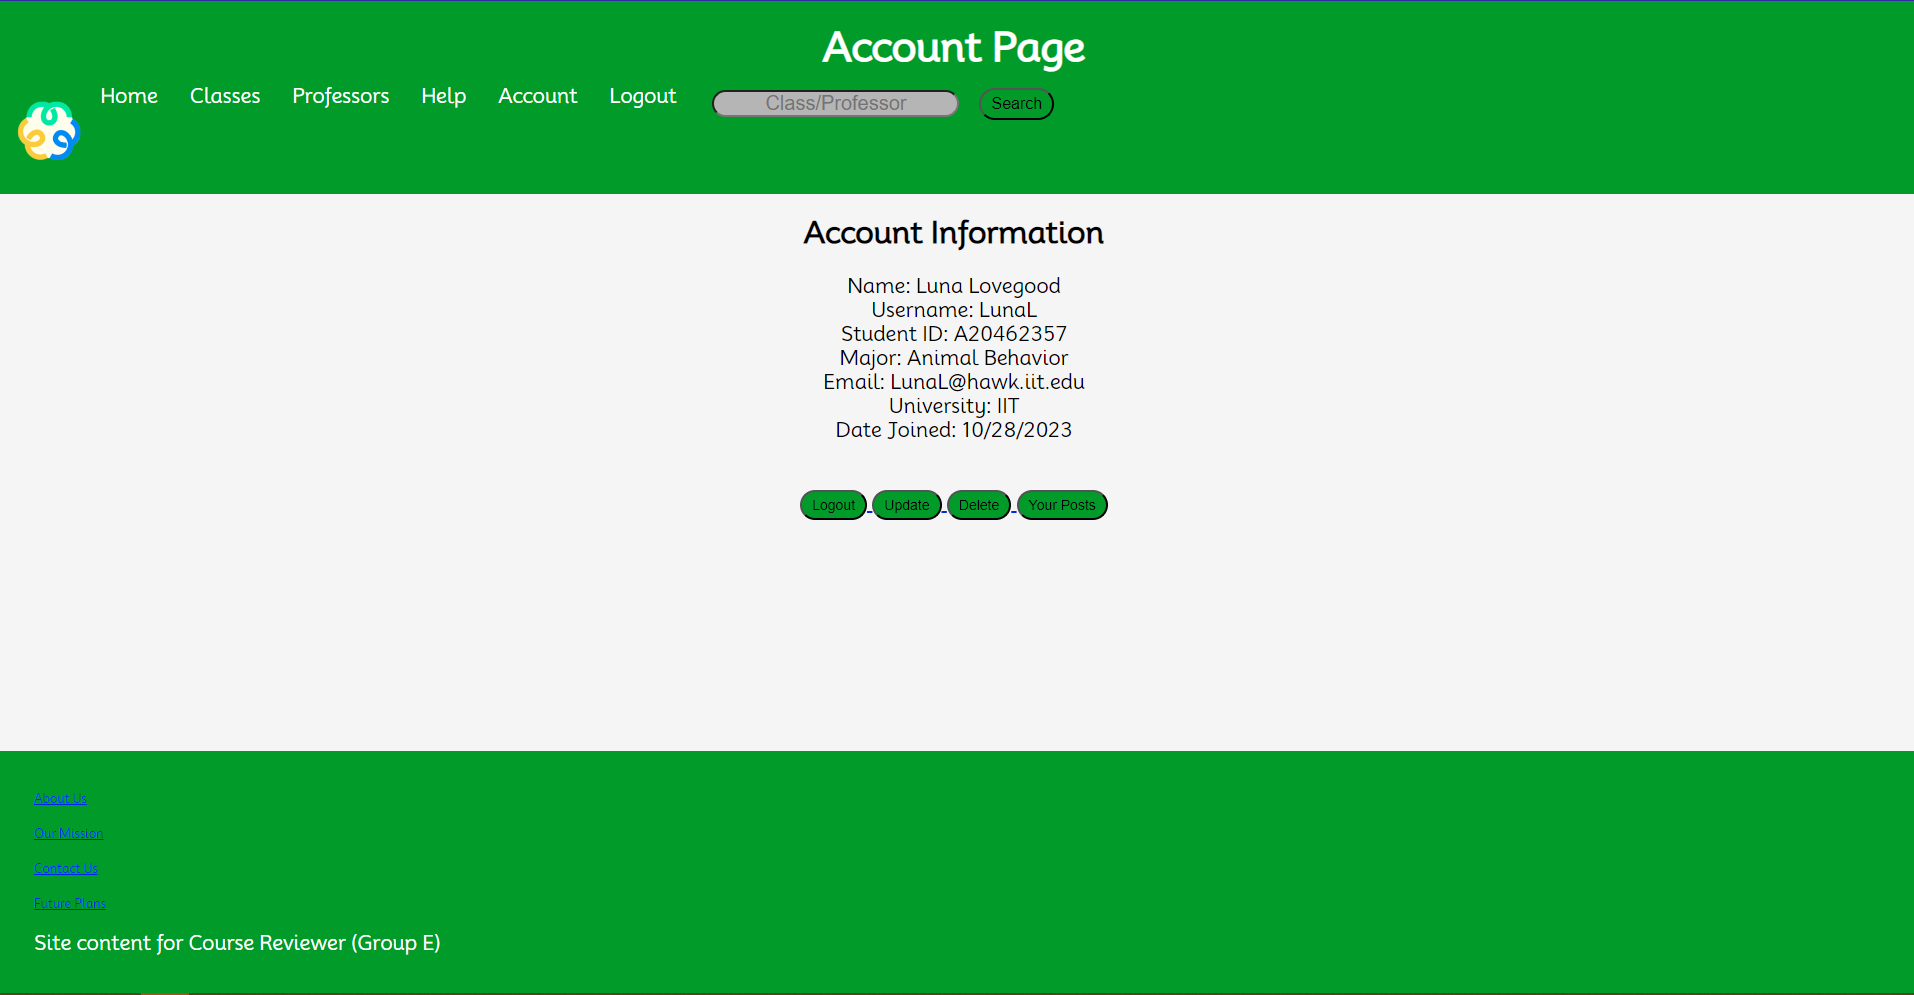 Account Page
Home Classes Professors Help Account Logout Class/Professor Search
Account Information
Name: Luna Lovegood
Username: LunaL
Student ID: A20462357
Major: Animal Behavior
Email: LunaL@hawk.iit.edu
University: IIT
Date Joined: 10/28/2023
Logout Update Delete Your Posts
About Us
Our Mission
Contact Us
Future Plans
Site content for Course Reviewer (Group E)